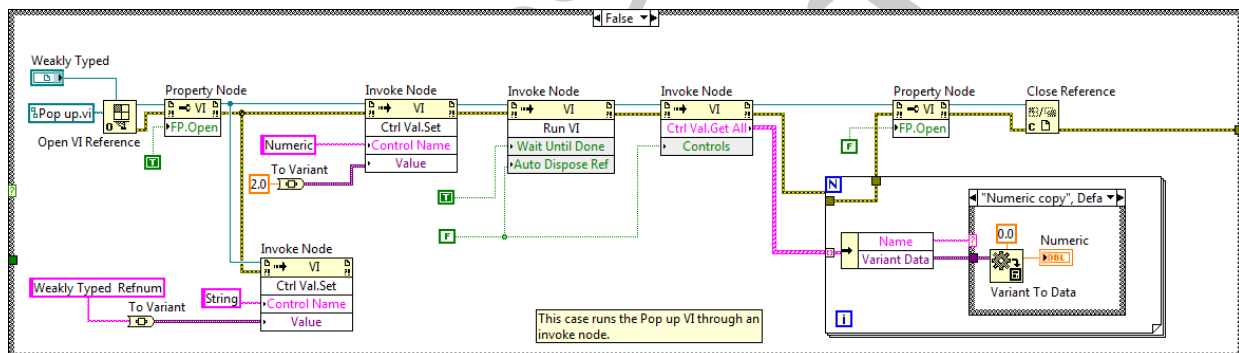 False
Weakly Typed
Pop up.vi
Open VI Reference
Property Node
VI
FP.Open
T
Invoke Node
VI
Ctrl Val.Set
Numeric
Control Name
To Variant
2.0
Value
Invoke Node
VI
Ctrl Val.Set
Weakly Typed Refnum
String
Control Name
To Variant
Value
Invoke Node
VI
Run VI
Wait Until Done
Auto Dispose Ref
T
F
Invoke Node
VI
Ctrl Val.Get All
Controls
This case runs the Pop up VI through an
invoke node.
Property Node
VI
FP.Open
F
Close Reference
N
Name
Variant Data
"Numeric copy", Defa
0.0
Numeric
DBL
Variant To Data
i